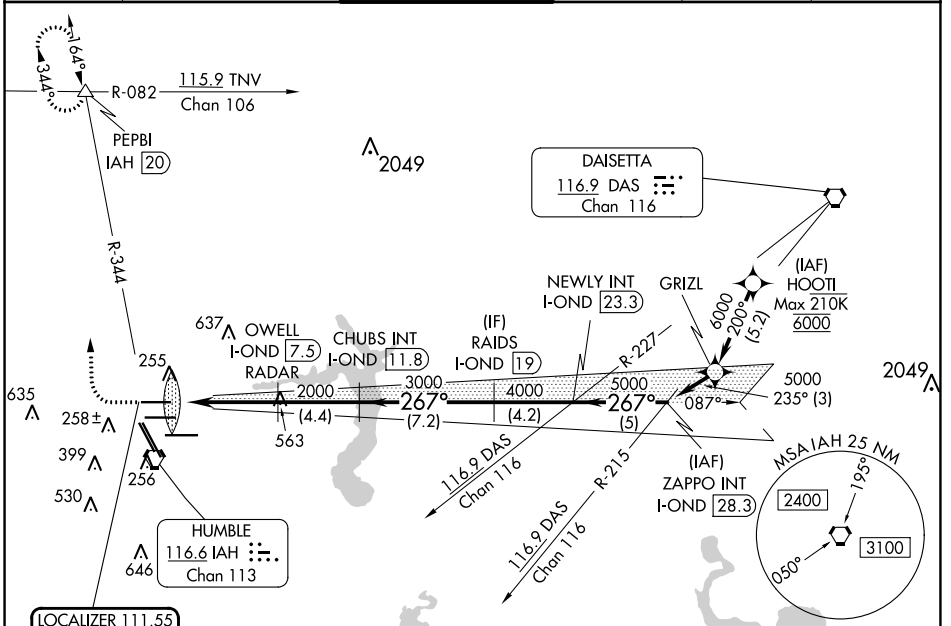 164°
344°
R-082
115.9 TNV
Chan 106
PEPBI
IAH 20
2049
DAISETTA
116.9 DAS
Chan 116
R-344
(IAF)
HOOTI
Max 210K
6000
6000
200°
(5.2)
NEWLY INT
I-OND 23.3
GRIZL
(IF)
RAIDS
I-OND 19
R-227
637
OWELL
I-OND 7.5
RADAR
CHUBS INT
I-OND 11.8
255
2000
3000
4000
5000
5000
235° (3)
2049
635
258±
267°
267°
087°
(4.4)
(7.2)
(4.2)
(5)
563
399
256
530
116.9 DAS
Chan 116
R-215
(IAF)
ZAPPO INT
I-OND 28.3
MSA IAH 25 NM
195°
2400
3100
050°
116.9 DAS
Chan 116
HUMBLE
116.6 IAH
Chan 113
646
LOCALIZER 111.55